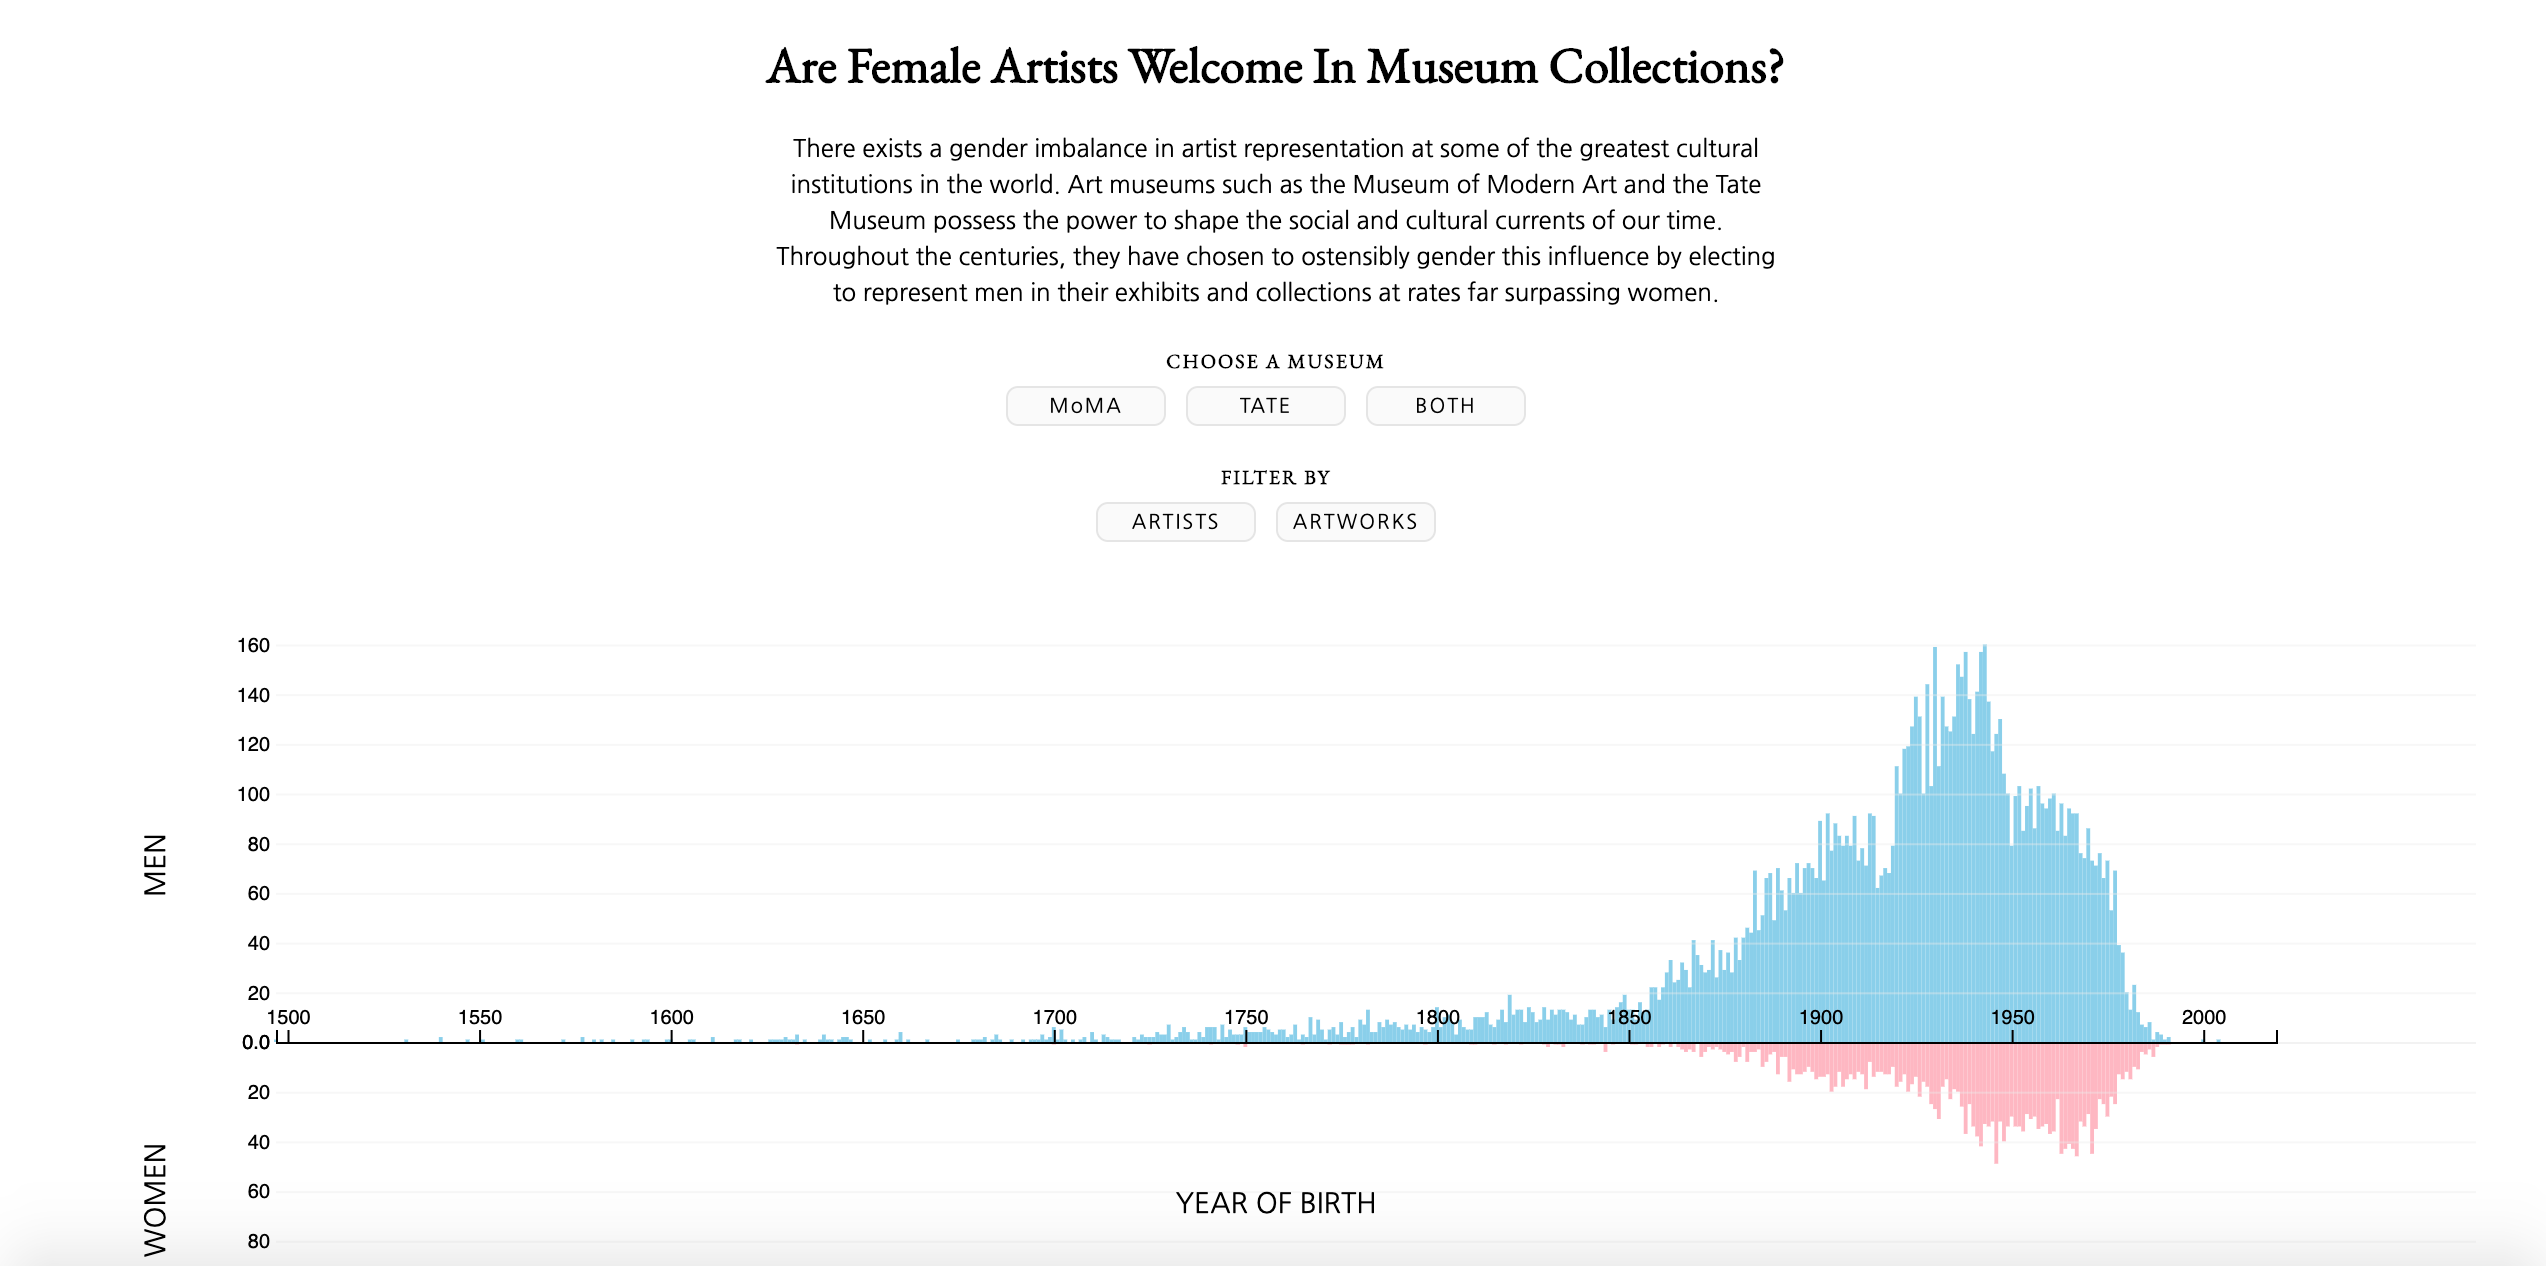 Are Female Artists Welcome In Museum Collections?
There exists a gender imbalance in artist representation at some of the greatest cultural
institutions in the world. Art museums such as the Museum of Modern Art and the Tate
Museum possess the power to shape the social and cultural currents of our time.
Throughout the centuries, they have chosen to ostensibly gender this influence by electing
to represent men in their exhibits and collections at rates far surpassing women.
CHOOSE A MUSEUM
MoMA TATE BOTH
FILTER BY
ARTISTS ARTWORKS
160
140
120
100
MEN
80
60
40
20
1500 1550 1600 1650 1700 1750 1800 1850 1900 1950 2000
0.0
20
40
WOMEN
60
YEAR OF BIRTH
80